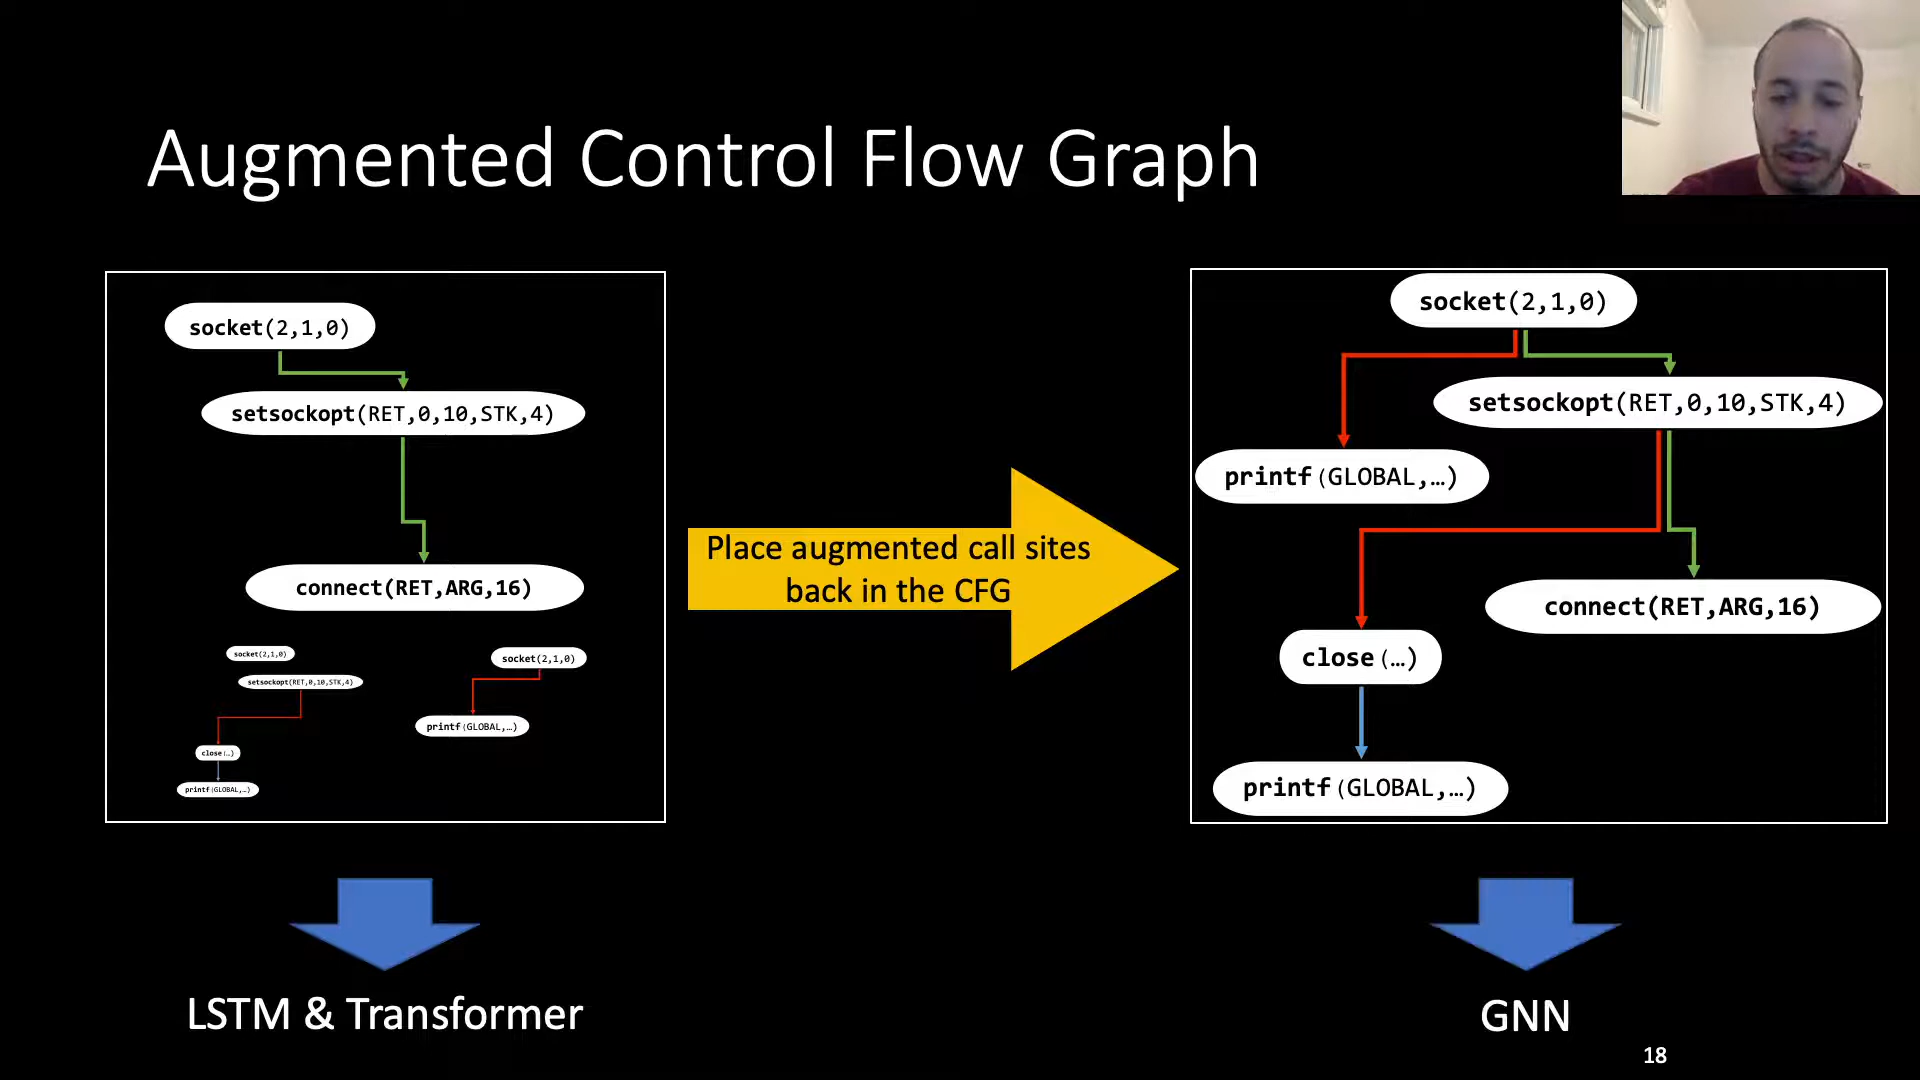 Augmented Control Flow Graph
socket(2,1,0)
setsockopt(RET,0,10,STK,4)
connect(RET,ARG,16)
socket(2,1,0)
setsockopt(RET,0,10,STK,4)
close(…)
printf(GLOBAL,…)
socket(2,1,0)
printf(GLOBAL,…)
Place augmented call sites
back in the CFG
socket(2,1,0)
setsockopt(RET,0,10,STK,4)
printf(GLOBAL,…)
connect(RET,ARG,16)
close(…)
printf(GLOBAL,…)
LSTM & Transformer
GNN
18